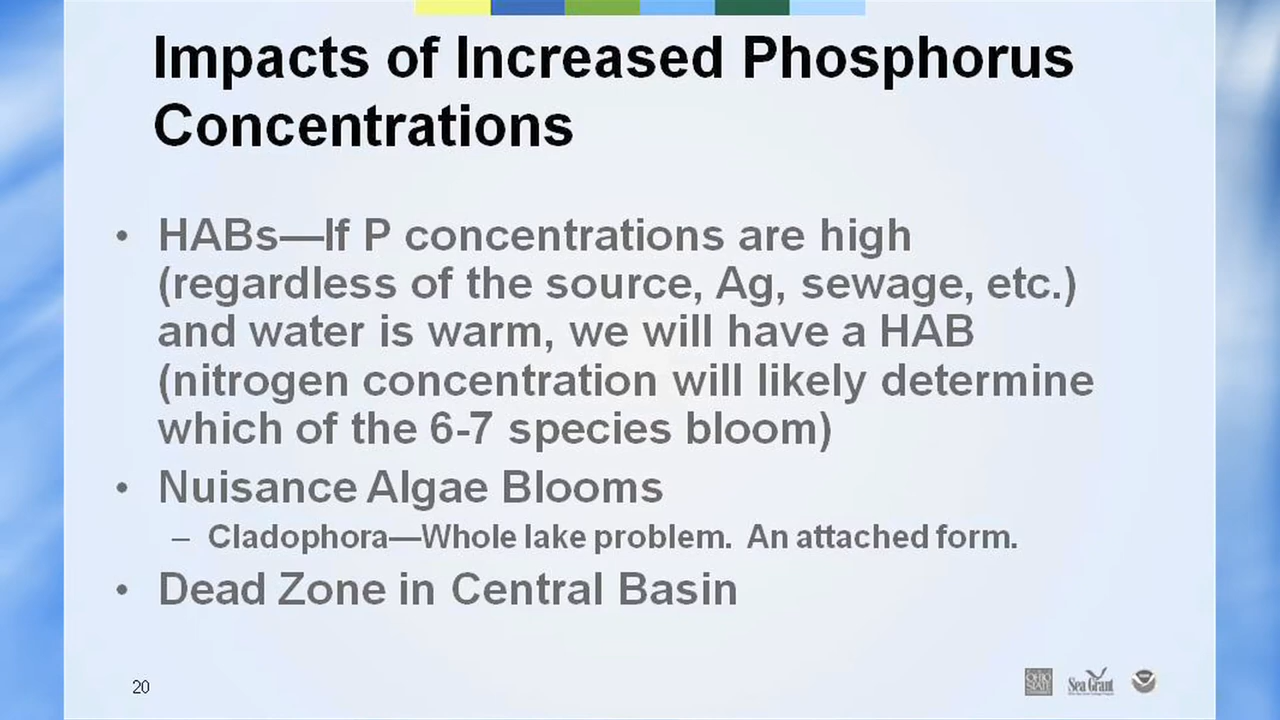 Impacts of Increased Phosphorus
Concentrations
• HABs—If P concentrations are high
(regardless of the source, Ag, sewage, etc.)
and water is warm, we will have a HAB
(nitrogen concentration will likely determine
which of the 6-7 species bloom)
• Nuisance Algae Blooms
– Cladophora—Whole lake problem. An attached form.
• Dead Zone in Central Basin
20
OHIO
STATE
Sea Grant